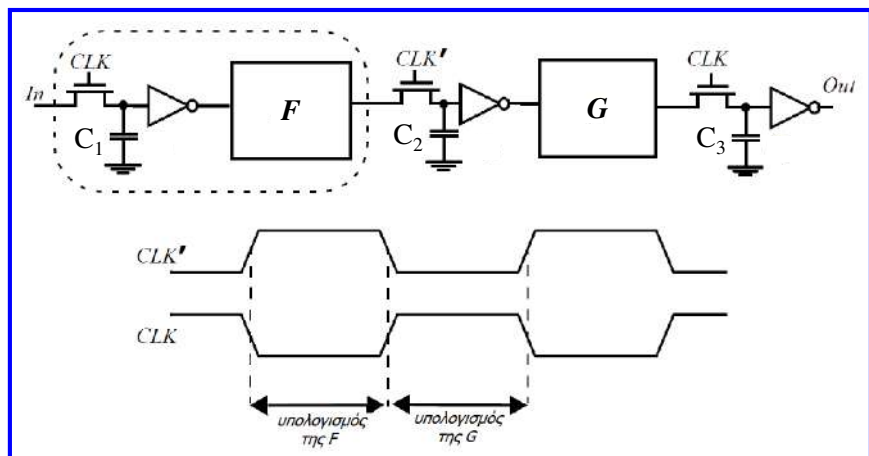 In CLK F CLK' G CLK Out
C1 C2 C3
CLK'
CLK
υπολογισμός της F
υπολογισμός της G